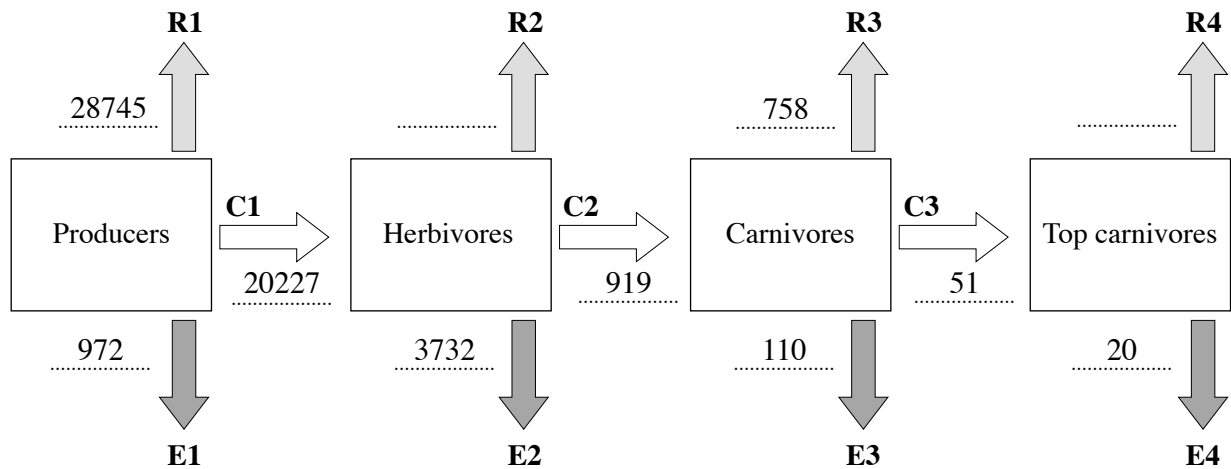 R1 R2 R3 R4
28745 758
Producers C1 Herbivores C2 Carnivores C3 Top carnivores
20227 919 51
972 3732 110 20
E1 E2 E3 E4